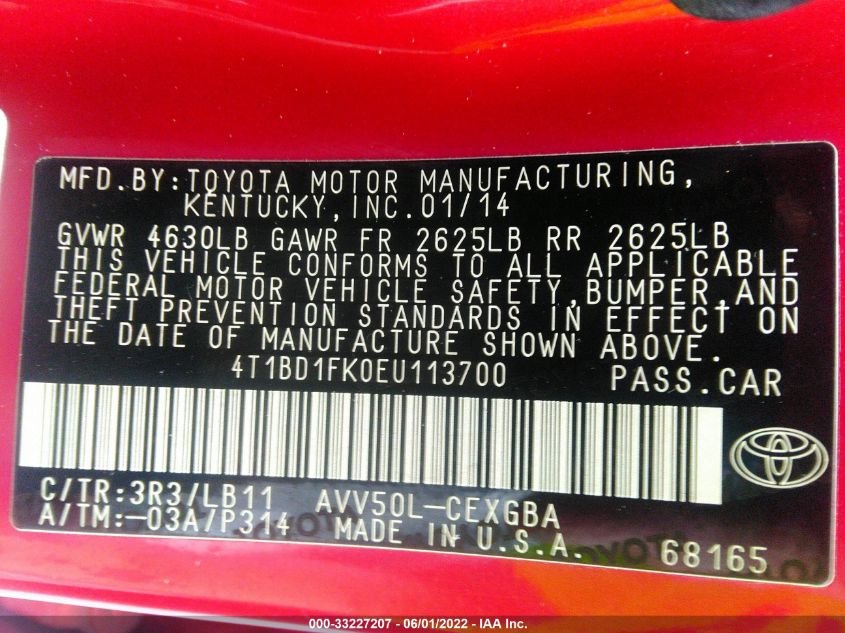 MFD.BY:TOYOTA MOTOR MANUFACTURING,
KENTUCKY,INC.01/14
GVWR 4630LB GAWR FR 2625LB RR 2625LB
THIS VEHICLE CONFORMS TO ALL APPLICABLE
FEDERAL MOTOR VEHICLE SAFETY,BUMPER,AND
THEFT PREVENTION STANDARDS IN EFFECT ON
THE DATE OF MANUFACTURE SHOWN ABOVE.
4T1BD1FK0EU113700 PASS.CAR
C/TR:3R3/LB11 AVV50L-CEXGBA
A/TM:-03A/P314 MADE IN U.S.A. 68165
000-33227207 - 06/01/2022 - IAA Inc.